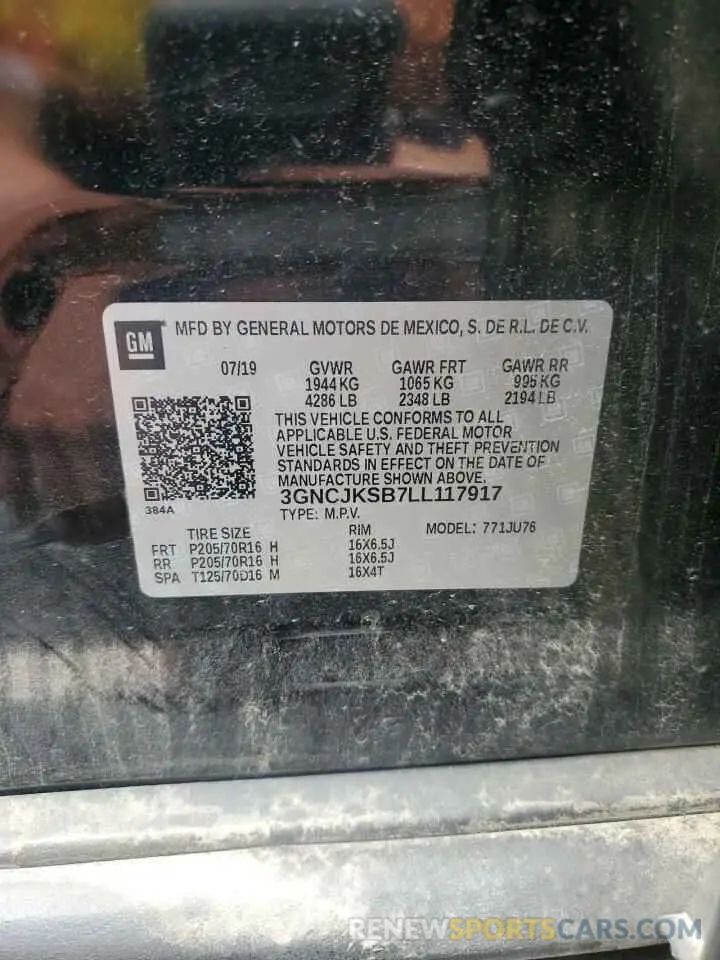 GM ® MFD BY GENERAL MOTORS DE MEXICO, S. DE R.L. DE C.V.
07/19 GVWR GAWR FRT GAWR RR
1944 KG 1065 KG 995 KG
4286 LB 2348 LB 2194 LB
THIS VEHICLE CONFORMS TO ALL
APPLICABLE U.S. FEDERAL MOTOR
VEHICLE SAFETY AND THEFT PREVENTION
STANDARDS IN EFFECT ON THE DATE OF
MANUFACTURE SHOWN ABOVE.
3GNCJKSB7LL117917
384A TYPE: M.P.V.
TIRE SIZE RIM MODEL: 771JU76
FRT P205/70R16 H 16X6.5J
RR P205/70R16 H 16X6.5J
SPA T125/70D16 M 16X4T
RENEWSPORTSCARS.COM